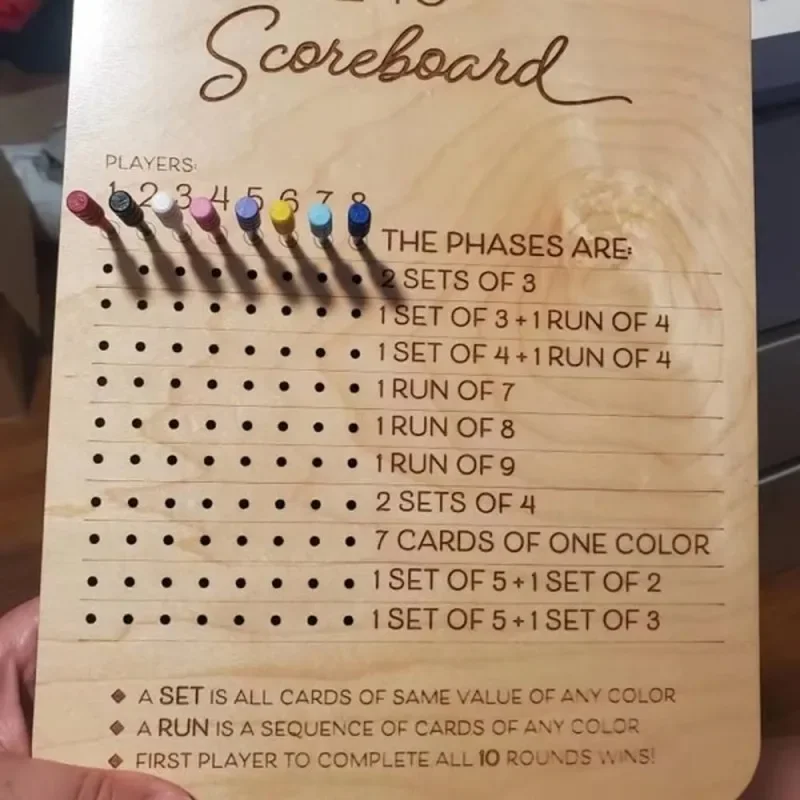 Scoreboard
PLAYERS:
1 2 3 4 5 6 7 8
THE PHASES ARE:
2 SETS OF 3
1 SET OF 3 + 1 RUN OF 4
1 SET OF 4 + 1 RUN OF 4
1 RUN OF 7
1 RUN OF 8
1 RUN OF 9
2 SETS OF 4
7 CARDS OF ONE COLOR
1 SET OF 5 + 1 SET OF 2
1 SET OF 5 + 1 SET OF 3
A SET IS ALL CARDS OF SAME VALUE OF ANY COLOR
A RUN IS A SEQUENCE OF CARDS OF ANY COLOR
FIRST PLAYER TO COMPLETE ALL 10 ROUNDS WINS!